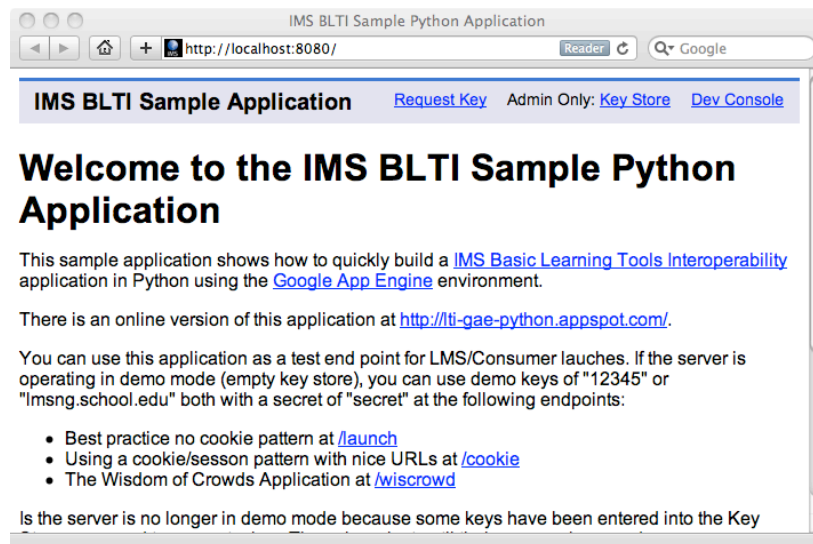 IMS BLTI Sample Python Application
http://localhost:8080/ Reader Google
IMS BLTI Sample Application Request Key Admin Only: Key Store Dev Console
Welcome to the IMS BLTI Sample Python
Application
This sample application shows how to quickly build a IMS Basic Learning Tools Interoperability
application in Python using the Google App Engine environment.
There is an online version of this application at http://lti-gae-python.appspot.com/.
You can use this application as a test end point for LMS/Consumer lauches. If the server is
operating in demo mode (empty key store), you can use demo keys of "12345" or
"lmsng.school.edu" both with a secret of "secret" at the following endpoints:
• Best practice no cookie pattern at /launch
• Using a cookie/sesson pattern with nice URLs at /cookie
• The Wisdom of Crowds Application at /wiscrowd
Is the server is no longer in demo mode because some keys have been entered into the Key